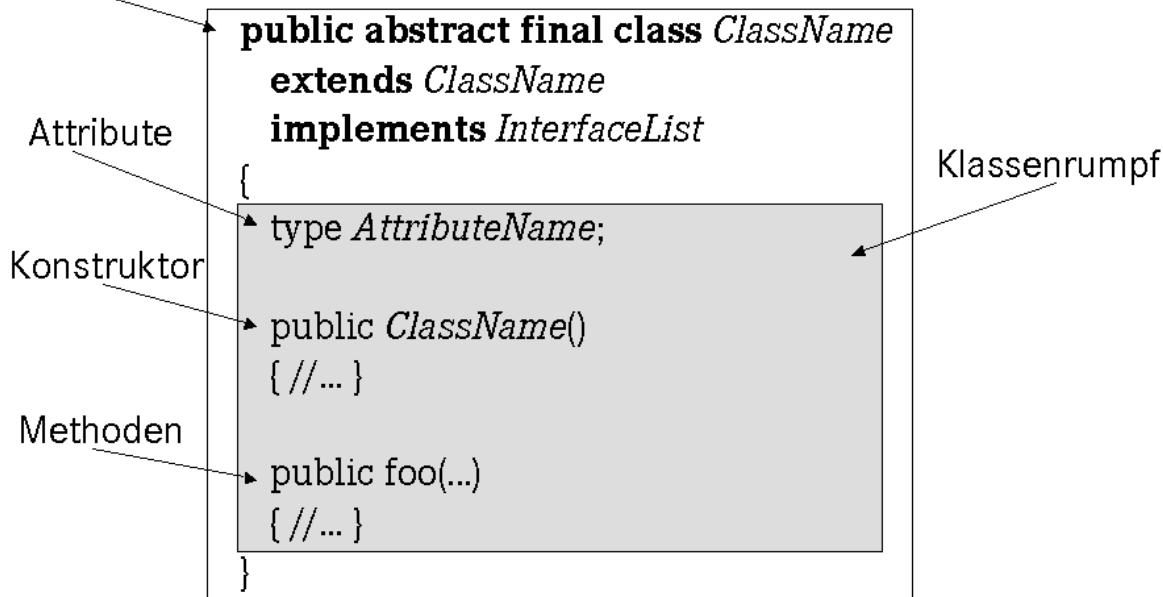 public abstract final class ClassName
extends ClassName
implements InterfaceList
Attribute
{
Klassenrumpf
type AttributeName;
Konstruktor
public ClassName()
{ //... }
Methoden
public foo(...)
{ //... }
}